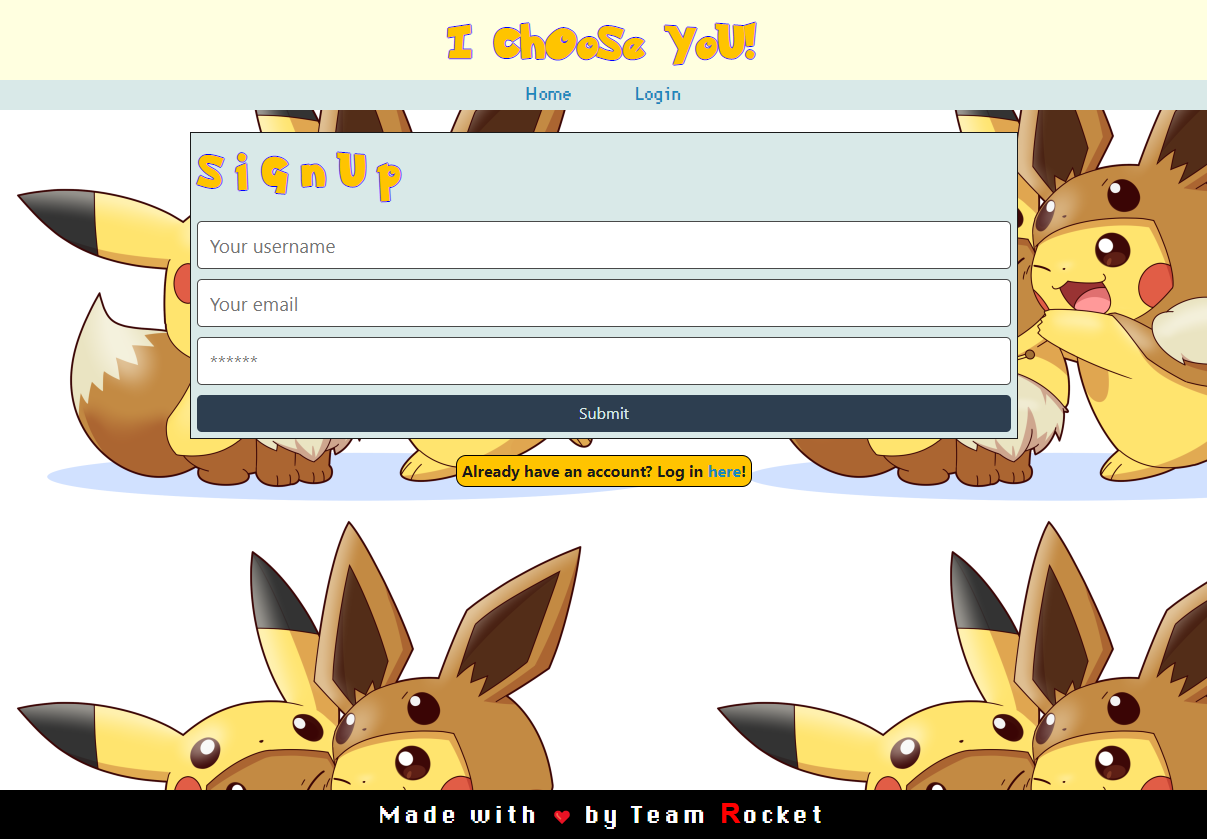 I ChOoSe YoU!
Home Login
SiGnUp
Your username
Your email
******
Submit
Already have an account? Log in here!
Made with ❤ by Team Rocket